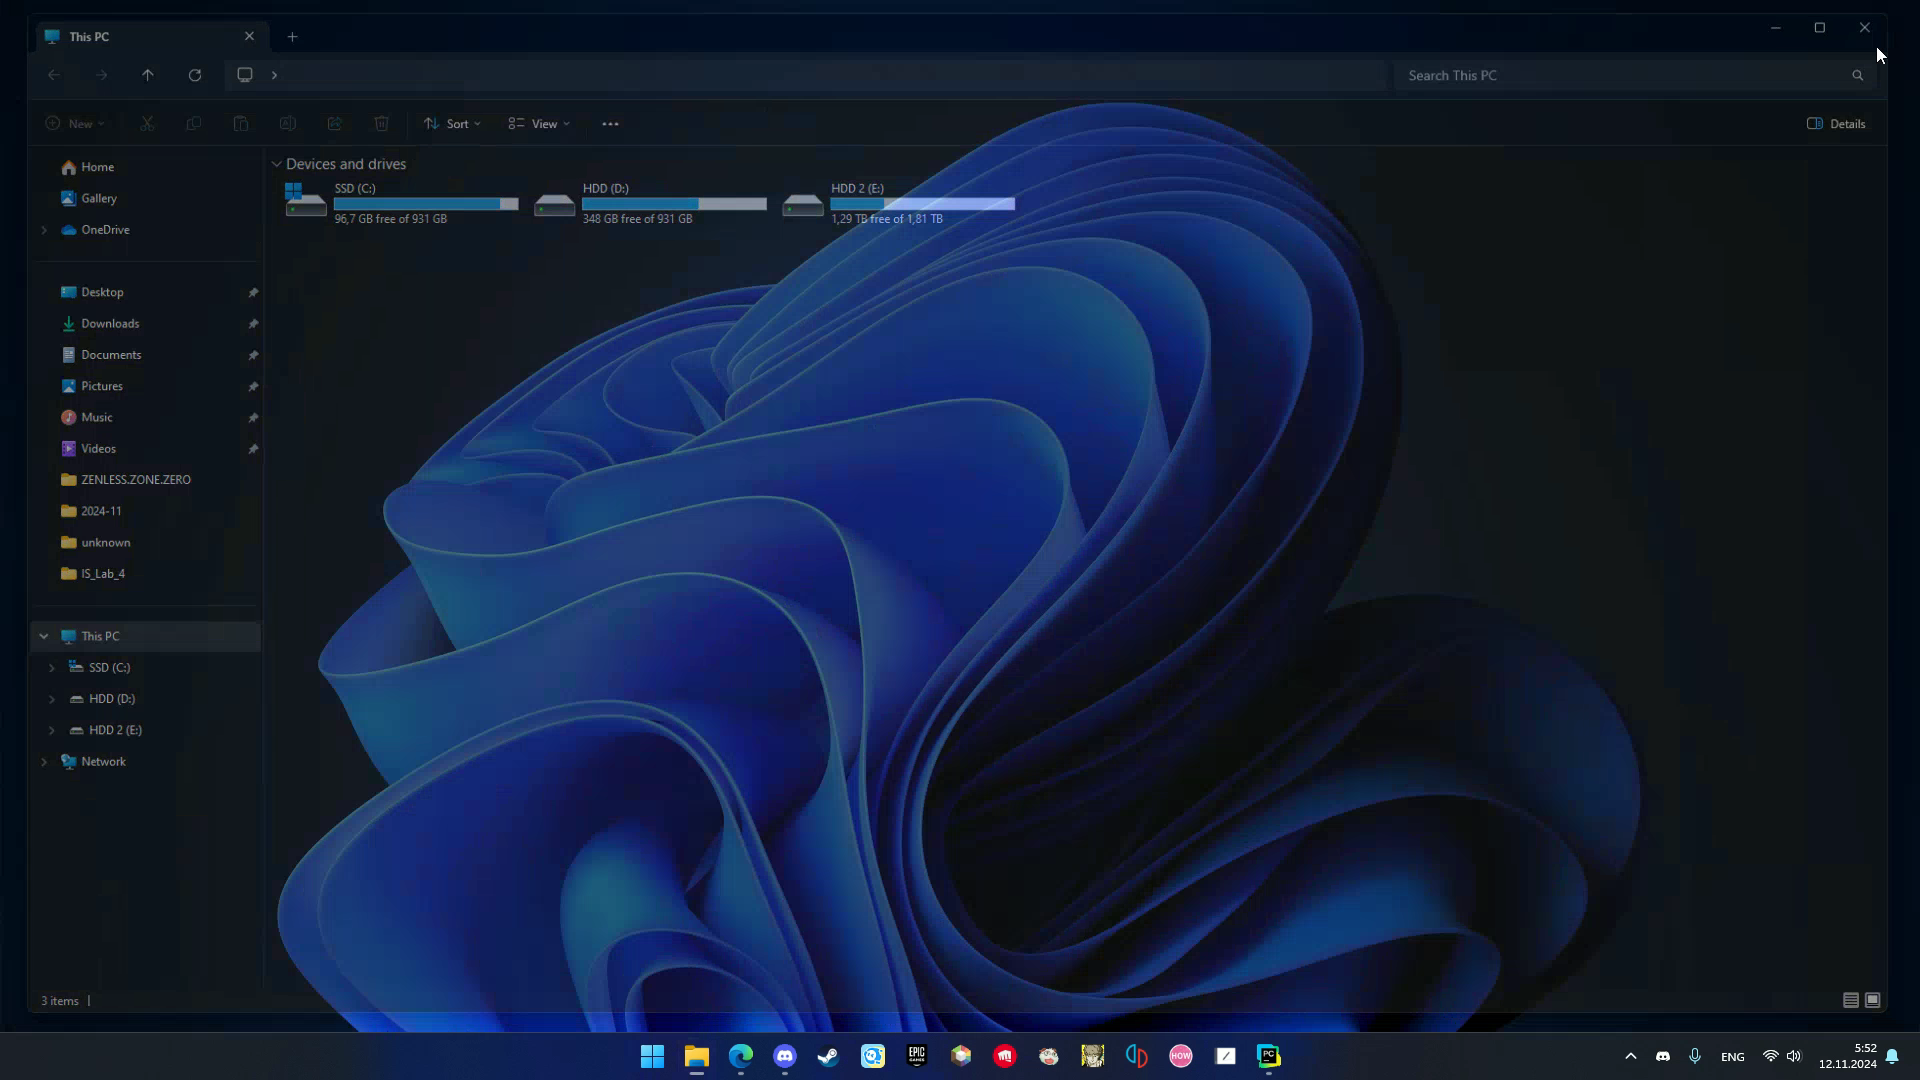 This PC
Search This PC
New
Sort
View
Details
Home
Gallery
OneDrive
Desktop
Downloads
Documents
Pictures
Music
Videos
ZENLESS.ZONE.ZERO
2024-11
unknown
IS_Lab_4
This PC
SSD (C:)
HDD (D:)
HDD 2 (E:)
Network
Devices and drives
SSD (C:)
96,7 GB free of 931 GB
HDD (D:)
348 GB free of 931 GB
HDD 2 (E:)
1,29 TB free of 1,81 TB
3 items
EPIC GAMES
HOW
PC
ENG
5:52
12.11.2024